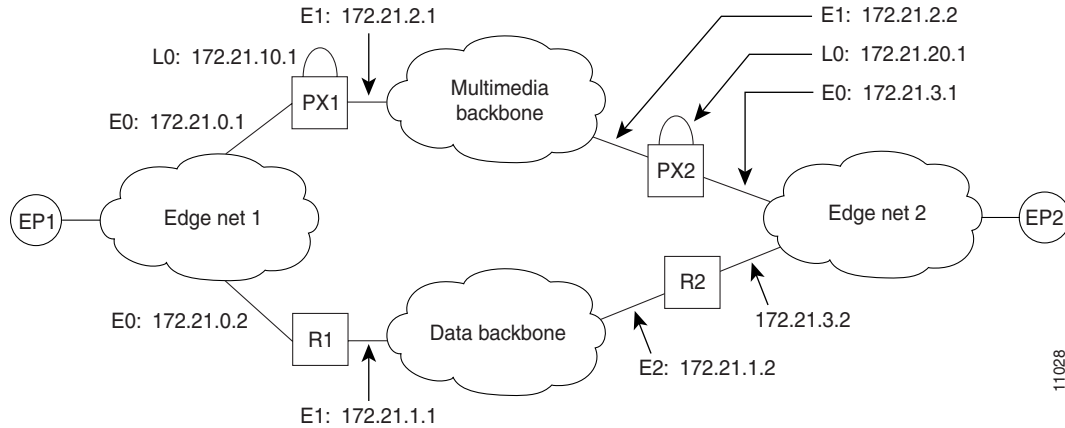 E1: 172.21.2.1
E1: 172.21.2.2
L0: 172.21.10.1
L0: 172.21.20.1
PX1
Multimedia
backbone
E0: 172.21.3.1
E0: 172.21.0.1
PX2
EP1
Edge net 1
Edge net 2
EP2
R2
E0: 172.21.0.2
R1
Data backbone
172.21.3.2
E2: 172.21.1.2
E1: 172.21.1.1
11028